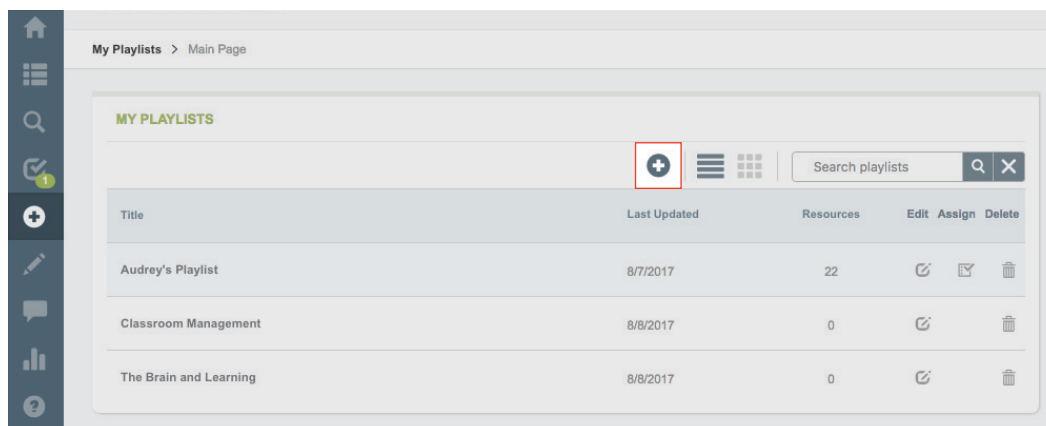 My Playlists > Main Page
MY PLAYLISTS
Search playlists
1
Title Last Updated Resources Edit Assign Delete
Audrey's Playlist 8/7/2017 22
Classroom Management 8/8/2017 0
The Brain and Learning 8/8/2017 0